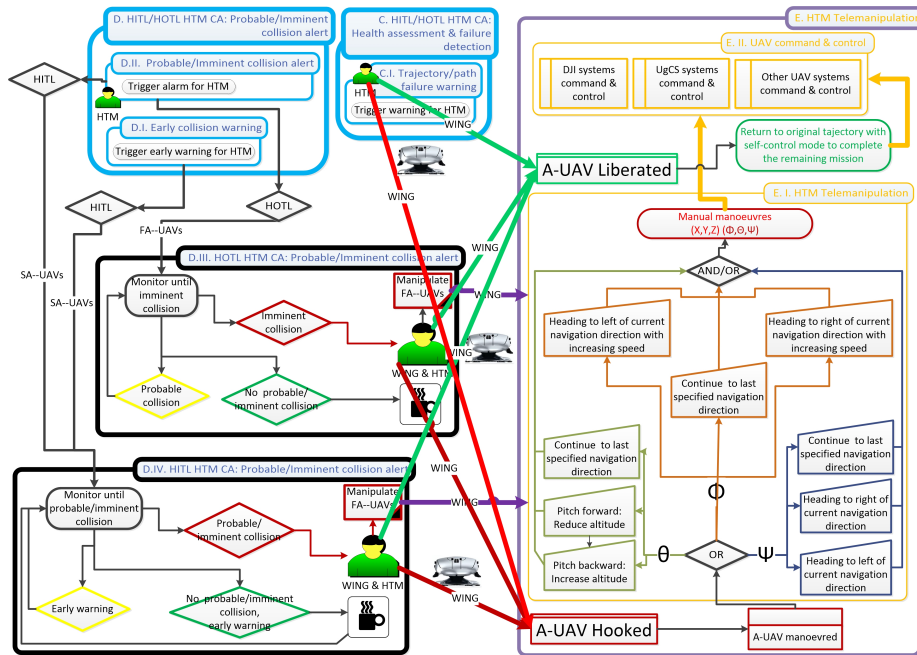 D. HITL/HOTL HTM CA: Probable/Imminent
collision alert
D.II.  Probable/Imminent collision alert
Trigger alarm for HTM
HTM
D.I. Early collision warning
Trigger early warning for HTM
HITL
HITL
HOTL
FA--UAVs
SA--UAVs
SA--UAVs
C. HITL/HOTL HTM CA:
Health assessment & failure
detection
C.I. Trajectory/path
failure warning
HTM
Trigger warning for HTM
WING
WING
WING
WING
WING
WING
WING
WING
D.III. HOTL HTM CA: Probable/Imminent collision alert
Monitor until
imminent
collision
Imminent
collision
Manipulate
FA--UAVs
WING & HTM
Probable
collision
No  probable/
imminent collision
D.IV. HITL HTM CA: Probable/Imminent collision alert
Monitor until
probable/imminent
collision
Probable/
imminent collision
Manipulate
FA--UAVs
WING & HTM
Early warning
No  probable/imminent
collision,
early warning
E. HTM Telemanipulation
E. II. UAV command & control
DJI systems
command &
control
UgCS systems
command &
control
Other UAV systems
command & control
A-UAV Liberated
Return to original tajectory with
self-control mode to complete
the remaining mission
E. I. HTM Telemanipulation
Manual manoeuvres
(X,Y,Z) (Φ,Θ,Ψ)
AND/OR
Heading to left of current
navigation direction with
increasing speed
Heading to right of current
navigation direction with
increasing speed
Continue to last
specified navigation
direction
Continue  to last
specified navigation
direction
Continue to last
specified navigation
direction
Pitch forward:
Reduce altitude
Heading to right of
current navigation
direction
Φ
Pitch backward:
Increase altitude
θ
OR
Ψ
Heading to left of
current navigation
direction
A-UAV Hooked
A-UAV manoevred